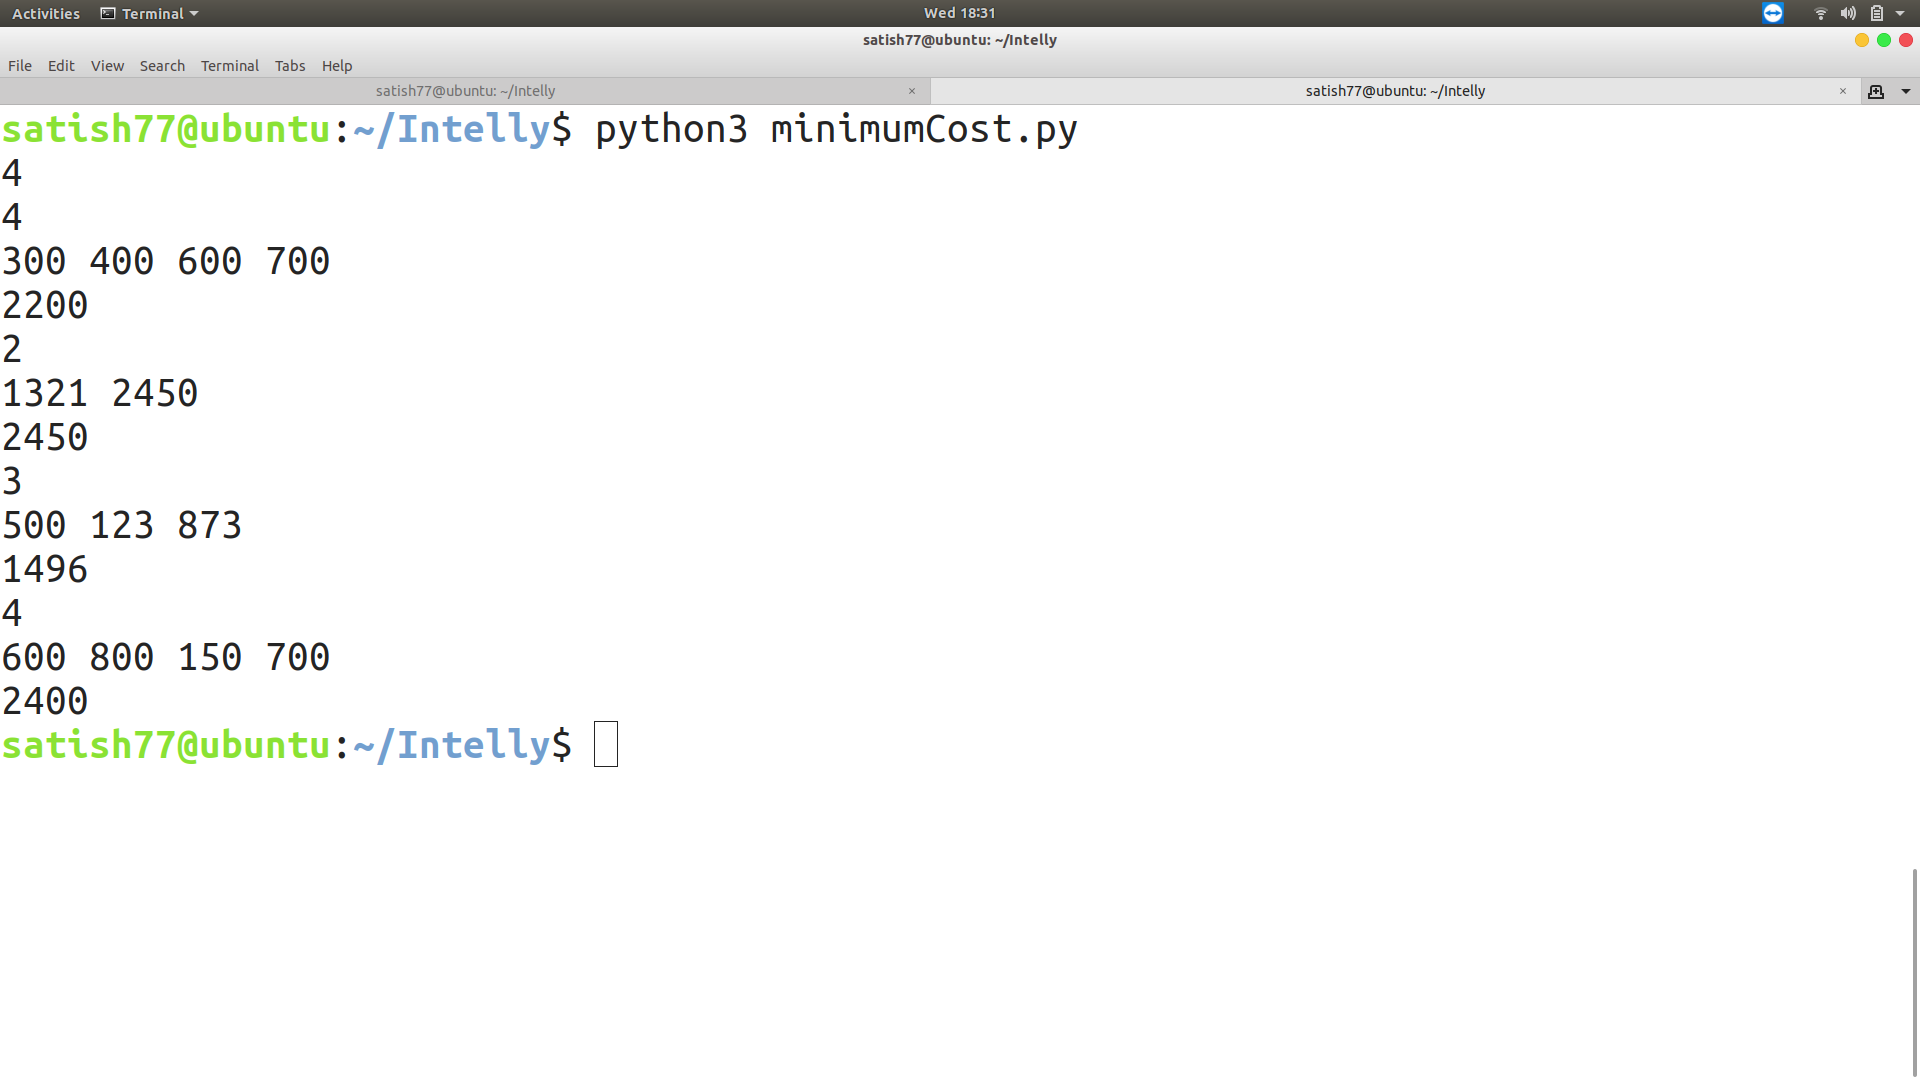 Activities Terminal Wed 18:31
satish77@ubuntu: ~/Intelly
File Edit View Search Terminal Tabs Help
satish77@ubuntu: ~/Intelly × satish77@ubuntu: ~/Intelly ×
satish77@ubuntu:~/Intelly$ python3 minimumCost.py
4
4
300 400 600 700
2200
2
1321 2450
2450
3
500 123 873
1496
4
600 800 150 700
2400
satish77@ubuntu:~/Intelly$